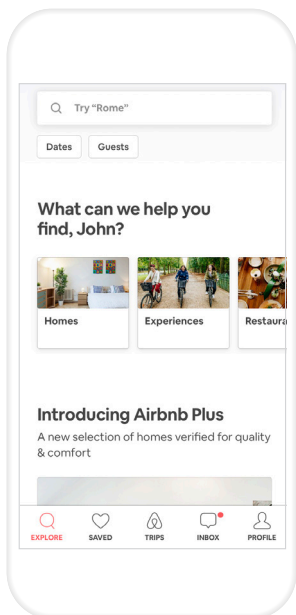 Try “Rome”
Dates Guests
What can we help you
find, John?
Homes Experiences Restaura
Introducing Airbnb Plus
A new selection of homes verified for quality
& comfort
EXPLORE SAVED TRIPS INBOX PROFILE